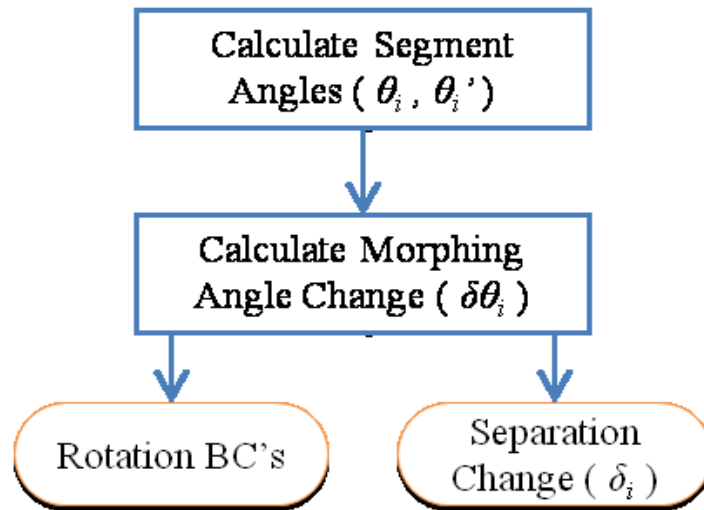 Calculate Segment
Angles ( θᵢ , θᵢ’ )
Calculate Morphing
Angle Change ( δθᵢ )
Rotation BC’s
Separation
Change ( δᵢ )